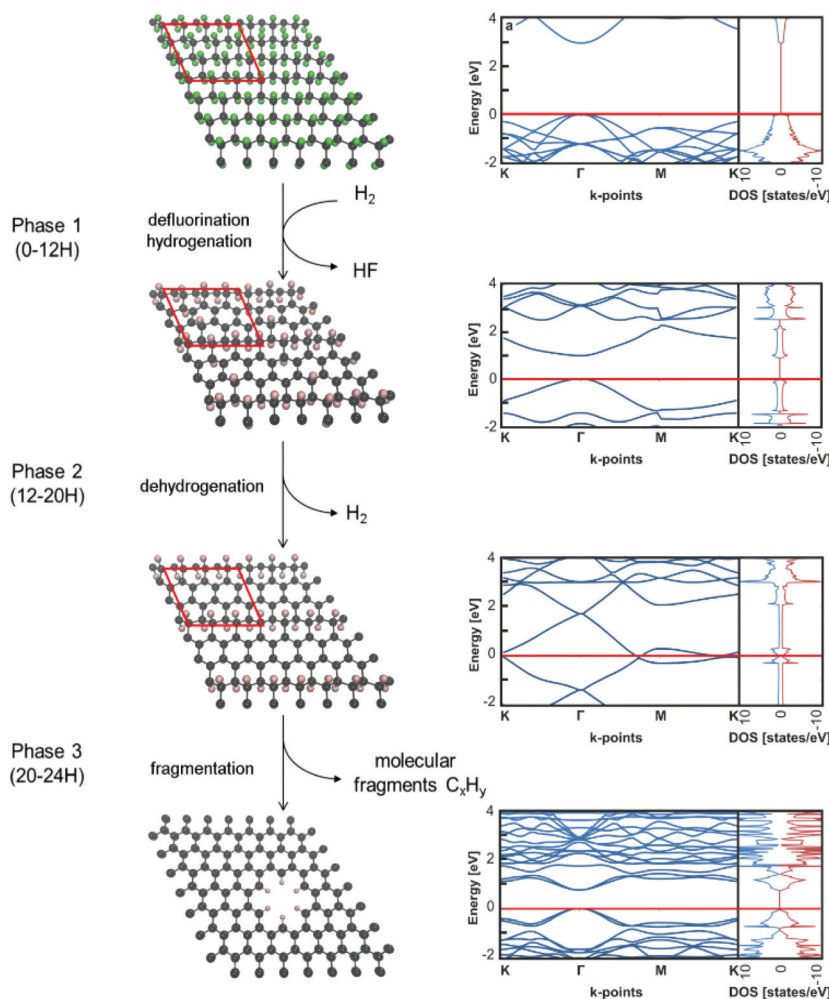 a
4
2
0
-2
Energy [eV]
K
Γ
M
K
k-points
10
0
-10
DOS [states/eV]
Phase 1
(0-12H)
defluorination
hydrogenation
H2
HF
4
2
0
-2
Energy [eV]
K
Γ
M
K
k-points
10
0
-10
DOS [states/eV]
Phase 2
(12-20H)
dehydrogenation
H2
4
2
0
-2
Energy [eV]
K
Γ
M
K
k-points
10
0
-10
DOS [states/eV]
Phase 3
(20-24H)
fragmentation
molecular
fragments CxHy
4
2
0
-2
Energy [eV]
K
Γ
M
K
k-points
10
0
-10
DOS [states/eV]